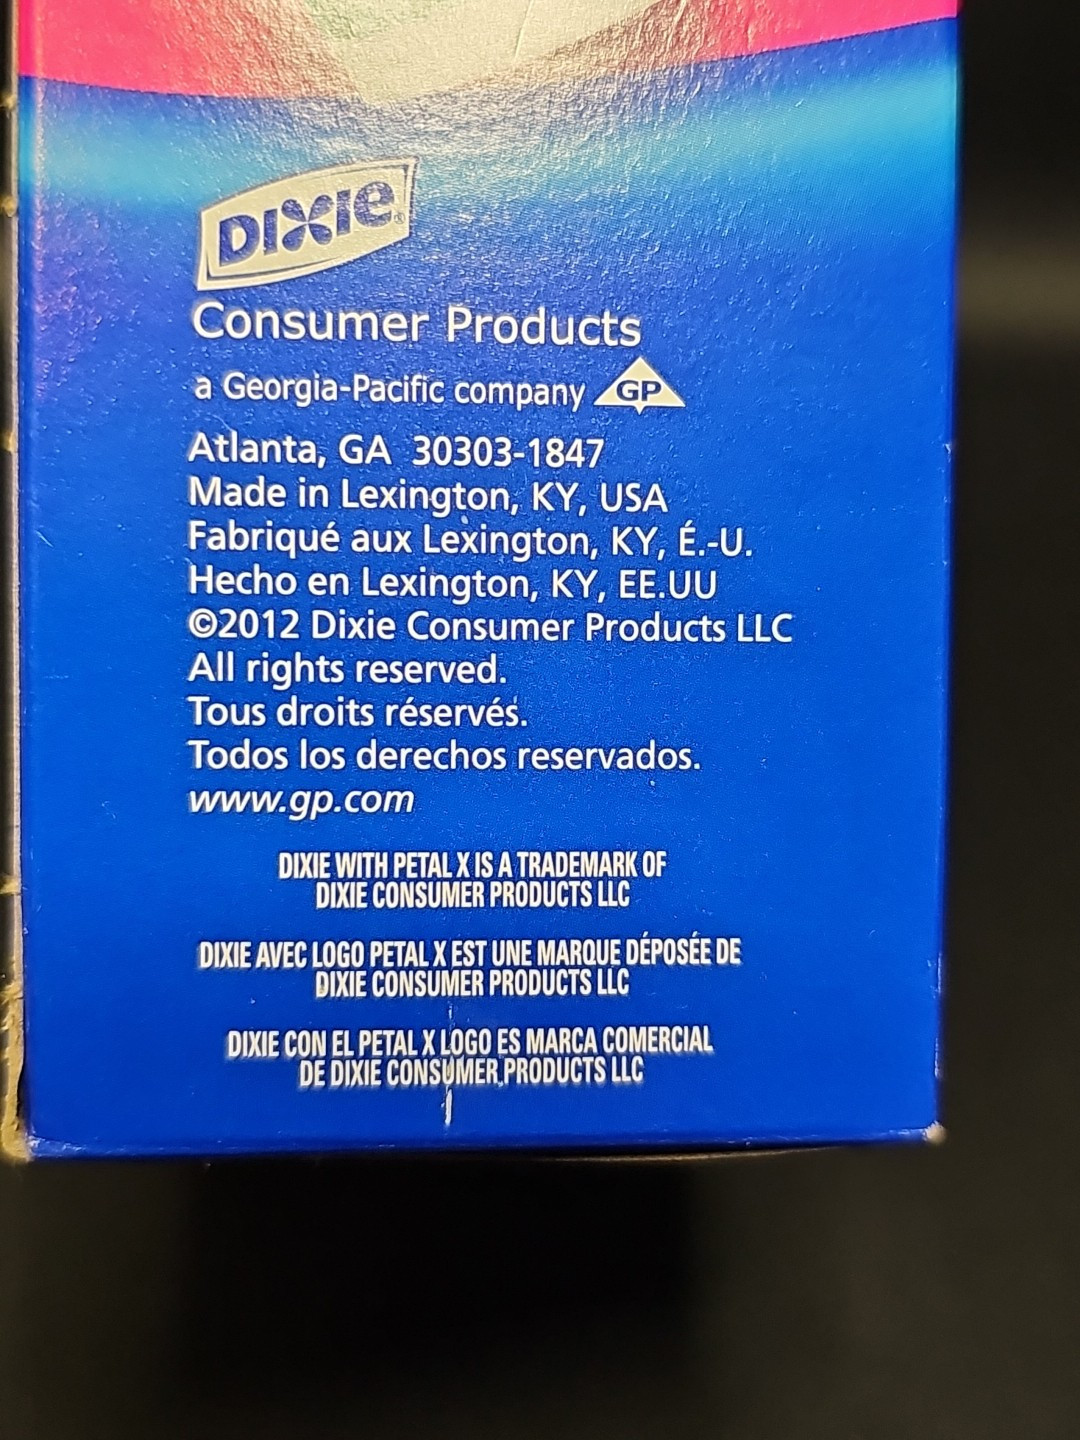 DIXIE®
Consumer Products
a Georgia-Pacific company GP
Atlanta, GA 30303-1847
Made in Lexington, KY, USA
Fabriqué aux Lexington, KY, É.-U.
Hecho en Lexington, KY, EE.UU
©2012 Dixie Consumer Products LLC
All rights reserved.
Tous droits réservés.
Todos los derechos reservados.
www.gp.com
DIXIE WITH PETAL X IS A TRADEMARK OF
DIXIE CONSUMER PRODUCTS LLC
DIXIE AVEC LOGO PETAL X EST UNE MARQUE DÉPOSÉE DE
DIXIE CONSUMER PRODUCTS LLC
DIXIE CON EL PETAL X LOGO ES MARCA COMERCIAL
DE DIXIE CONSUMER PRODUCTS LLC